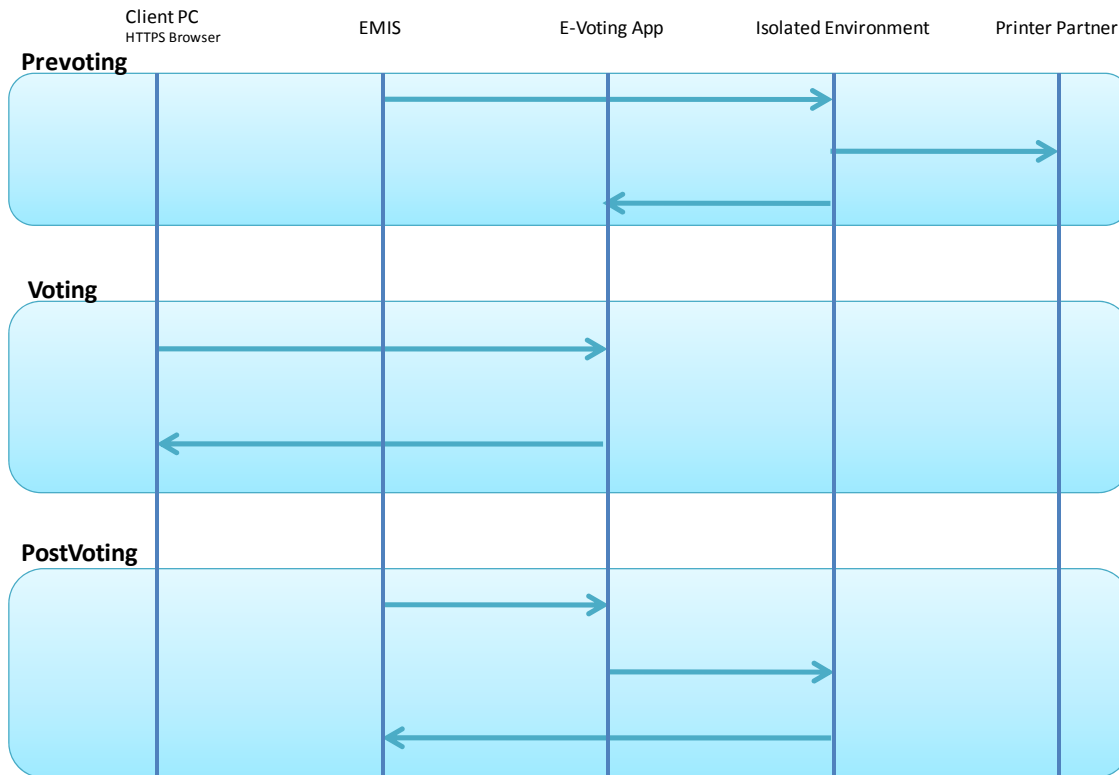 Client PC
HTTPS Browser
EMIS
E-Voting App
Isolated Environment
Printer Partner
Prevoting
Voting
PostVoting